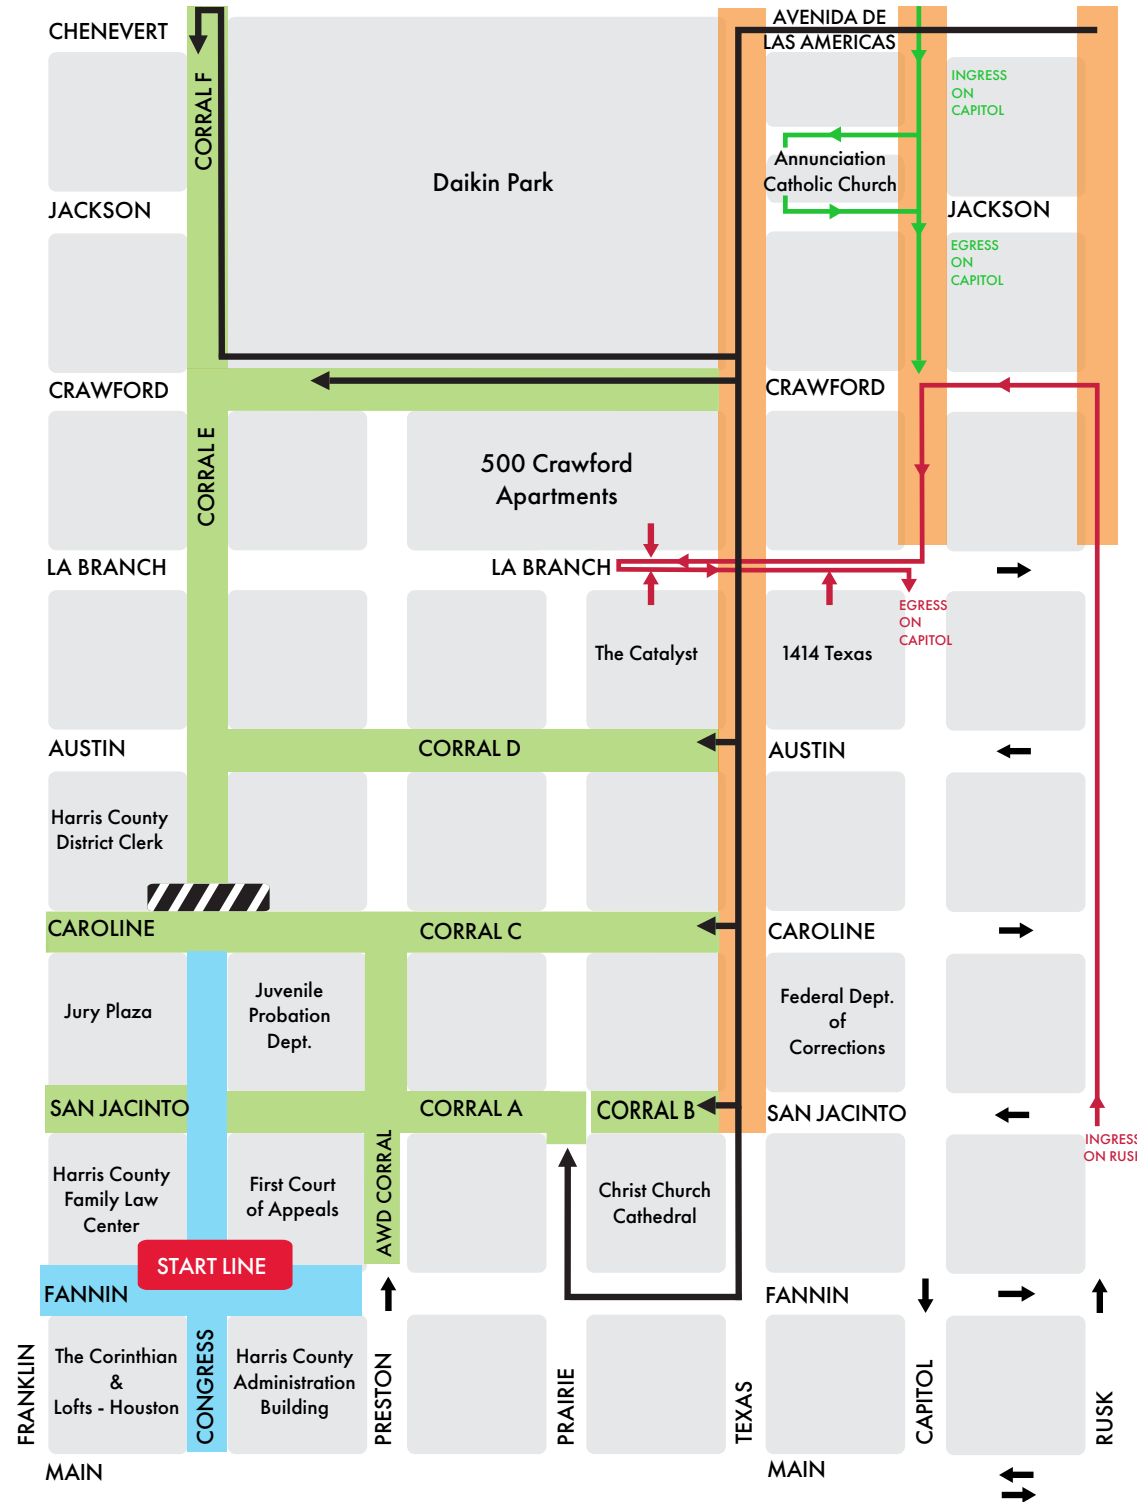 CHENEVERT
AVENIDA DE
LAS AMERICAS
CORRAL F
INGRESS
ON
CAPITOL
Daikin Park
Annunciation
Catholic Church
JACKSON
JACKSON
EGRESS
ON
CAPITOL
CRAWFORD
CRAWFORD
CORRAL E
500 Crawford
Apartments
LA BRANCH
LA BRANCH
EGRESS
ON
CAPITOL
The Catalyst
1414 Texas
AUSTIN
CORRAL D
AUSTIN
Harris County
District Clerk
CAROLINE
CORRAL C
CAROLINE
Jury Plaza
Juvenile
Probation
Dept.
Federal Dept.
of
Corrections
SAN JACINTO
CORRAL A
CORRAL B
SAN JACINTO
INGRESS
ON RUSK
Harris County
Family Law
Center
First Court
of Appeals
AWD CORRAL
Christ Church
Cathedral
START LINE
FANNIN
FANNIN
FRANKLIN
The Corinthian
&
Lofts - Houston
CONGRESS
Harris County
Administration
Building
PRESTON
PRAIRIE
TEXAS
CAPITOL
RUSK
MAIN
MAIN